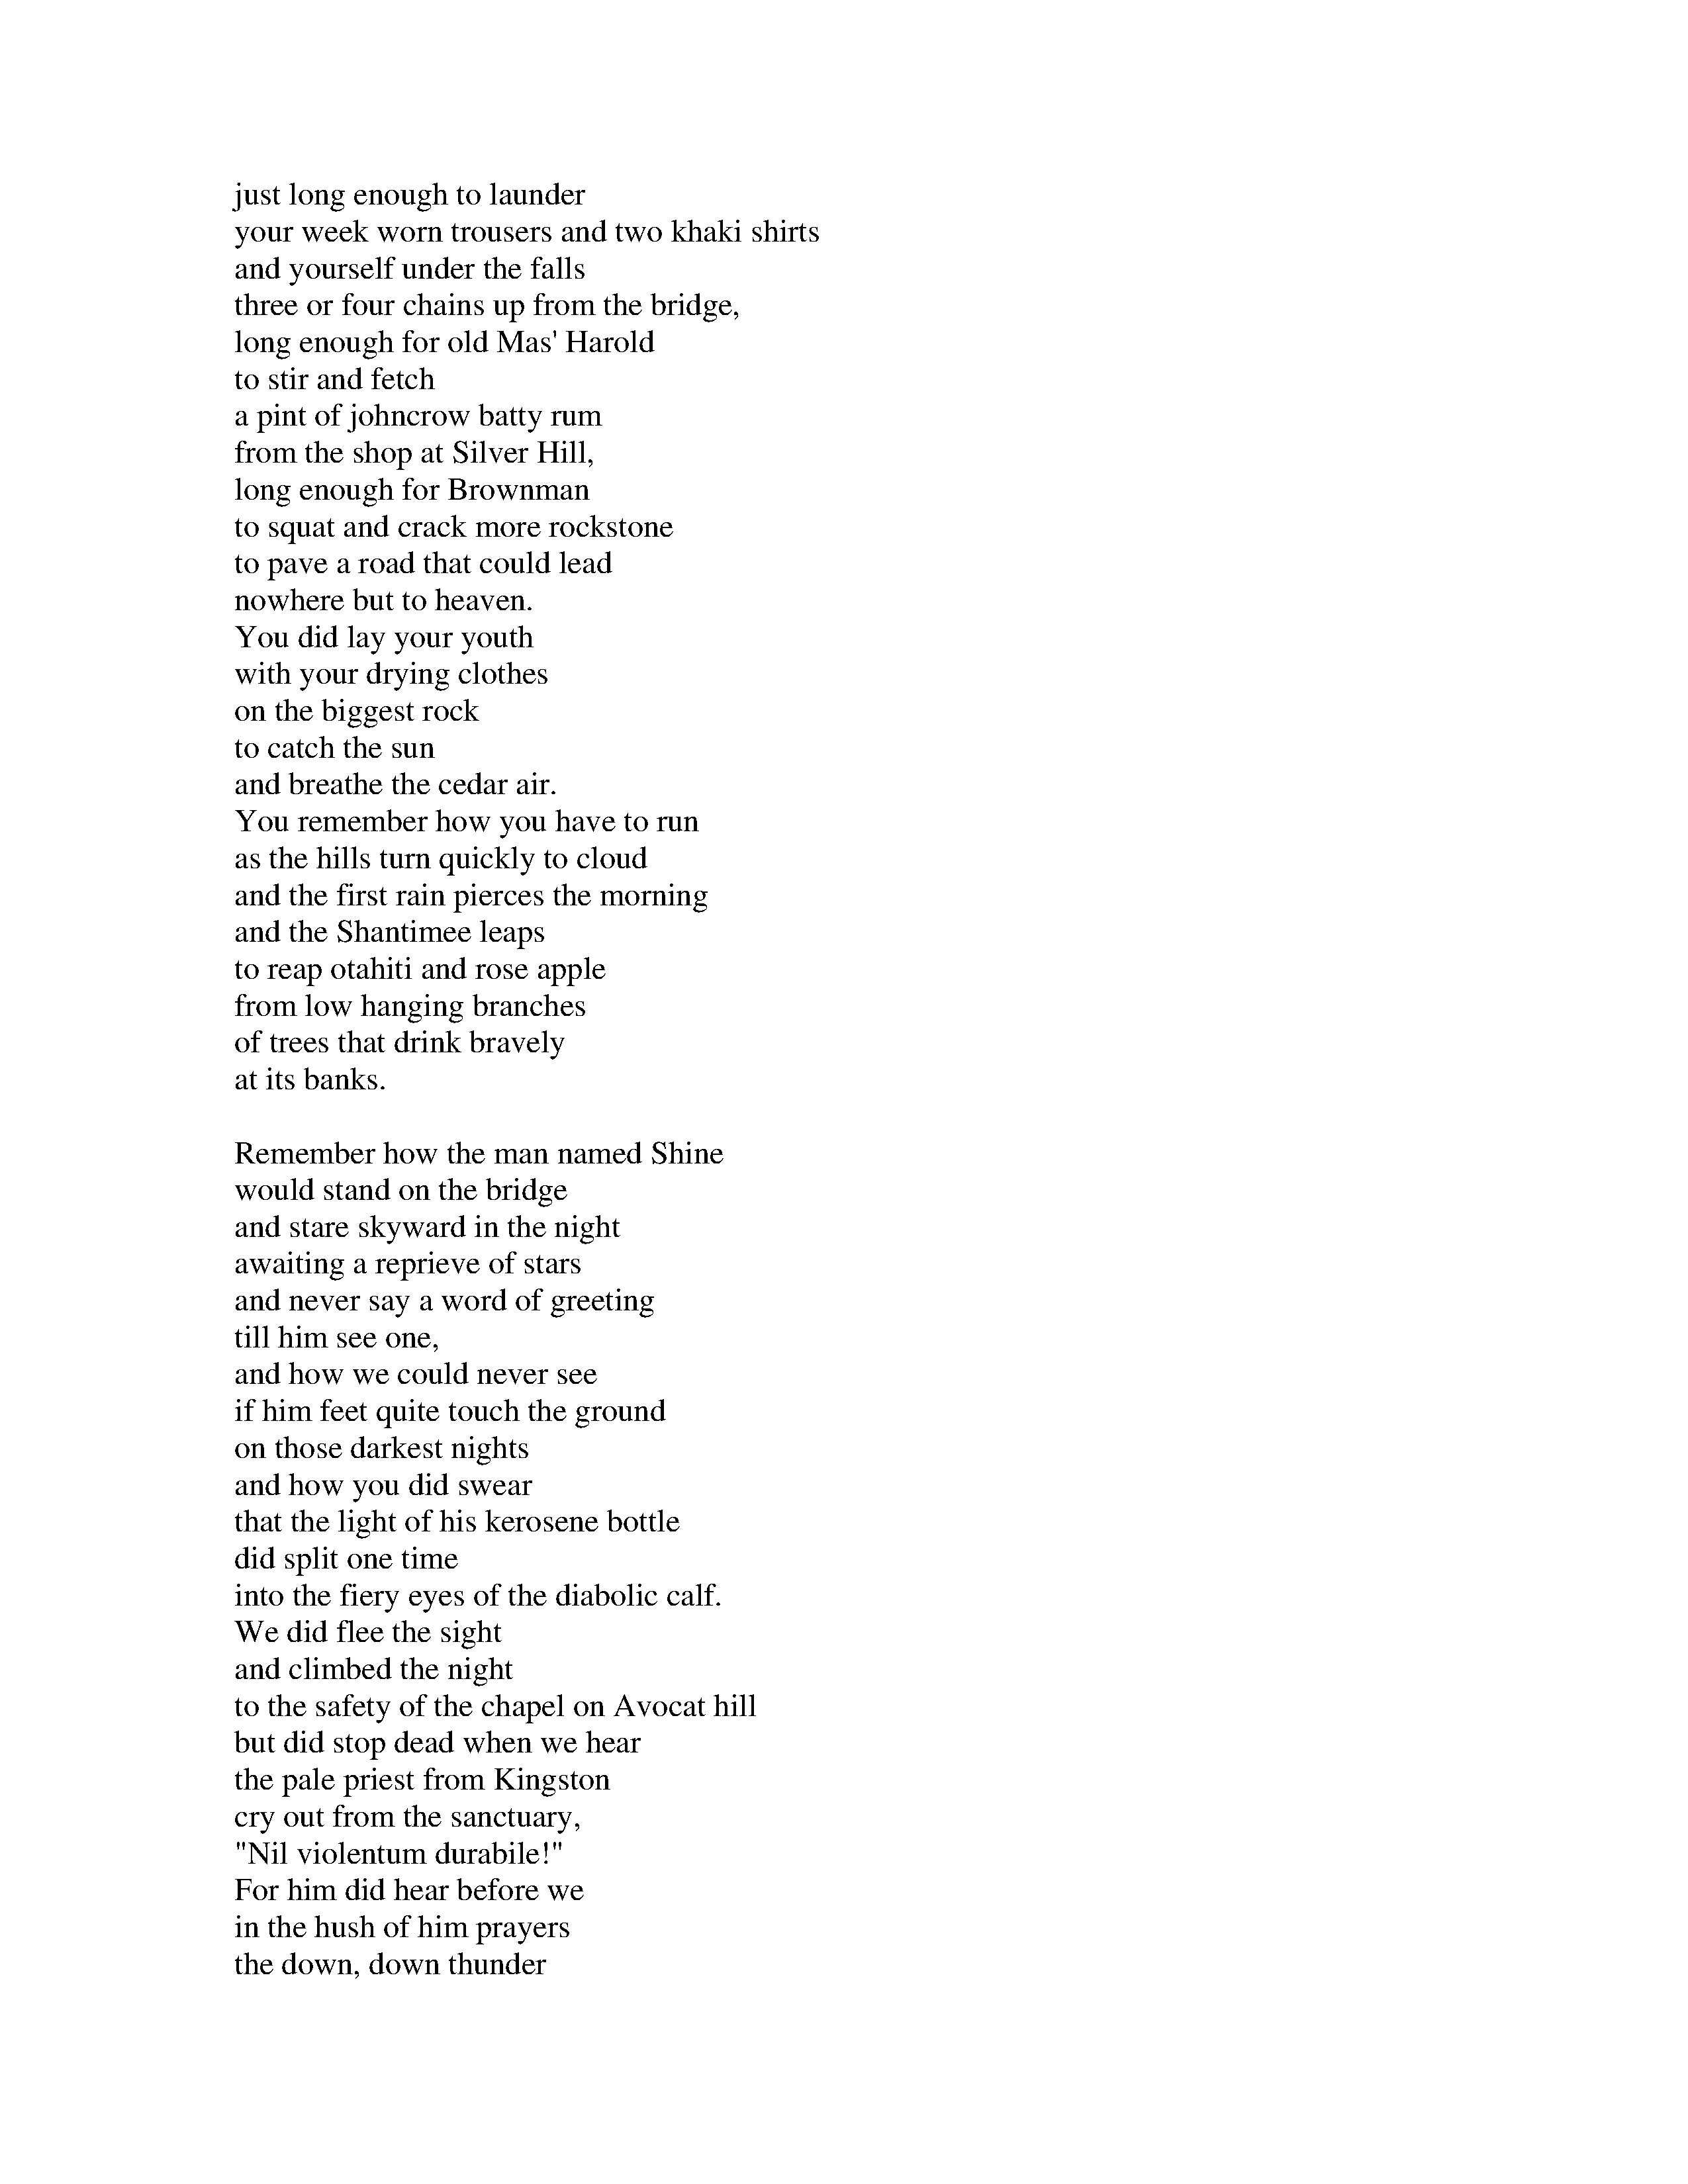 just long enough to launder
your week worn trousers and two khaki shirts
and yourself under the falls
three or four chains up from the bridge,
long enough for old Mas' Harold
to stir and fetch
a pint of johncrow batty rum
from the shop at Silver Hill,
long enough for Brownman
to squat and crack more rockstone
to pave a road that could lead
nowhere but to heaven.
You did lay your youth
with your drying clothes
on the biggest rock
to catch the sun
and breathe the cedar air.
You remember how you have to run
as the hills turn quickly to cloud
and the first rain pierces the morning
and the Shantimee leaps
to reap otahiti and rose apple
from low hanging branches
of trees that drink bravely
at its banks.

Remember how the man named Shine
would stand on the bridge
and stare skyward in the night
awaiting a reprieve of stars
and never say a word of greeting
till him see one,
and how we could never see
if him feet quite touch the ground
on those darkest nights
and how you did swear
that the light of his kerosene bottle
did split one time
into the fiery eyes of the diabolic calf.
We did flee the sight
and climbed the night
to the safety of the chapel on Avocat hill
but did stop dead when we hear
the pale priest from Kingston
cry out from the sanctuary,
"Nil violentum durabile!"
For him did hear before we
in the hush of him prayers
the down, down thunder